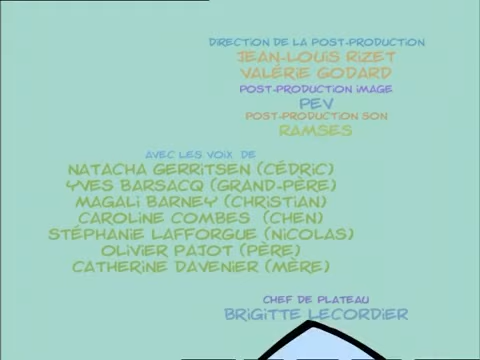 DIRECTION DE LA POST-PRODUCTION
JEAN-LOUIS RIZET
VALÉRIE GODARD
POST-PRODUCTION IMAGE
PEV
POST-PRODUCTION SON
RAMSES
AVEC LES VOIX DE
NATACHA GERRITSEN (CÉDRIC)
YVES BARSACQ (GRAND-PÈRE)
MAGALI BARNEY (CHRISTIAN)
CAROLINE COMBES (CHEN)
STÉPHANIE LAFFORGUE (NICOLAS)
OLIVIER PAJOT (PÈRE)
CATHERINE DAVENIER (MÈRE)
CHEF DE PLATEAU
BRIGITTE LECORDIER